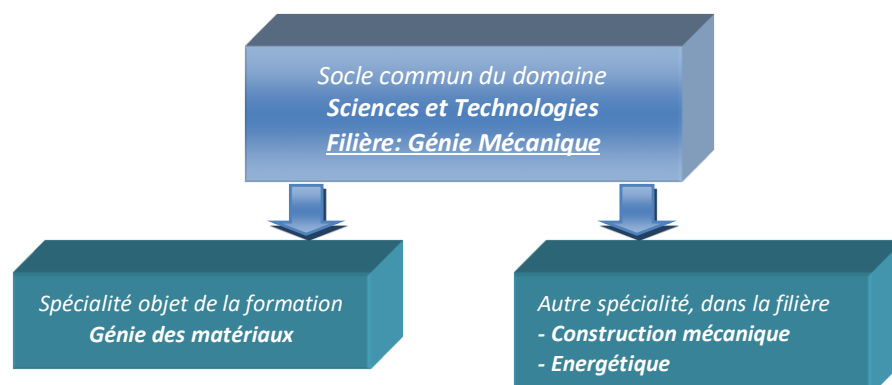 Socle commun du domaine
Sciences et Technologies
Filière: Génie Mécanique
Spécialité objet de la formation
Génie des matériaux
Autre spécialité, dans la filière
- Construction mécanique
- Energétique